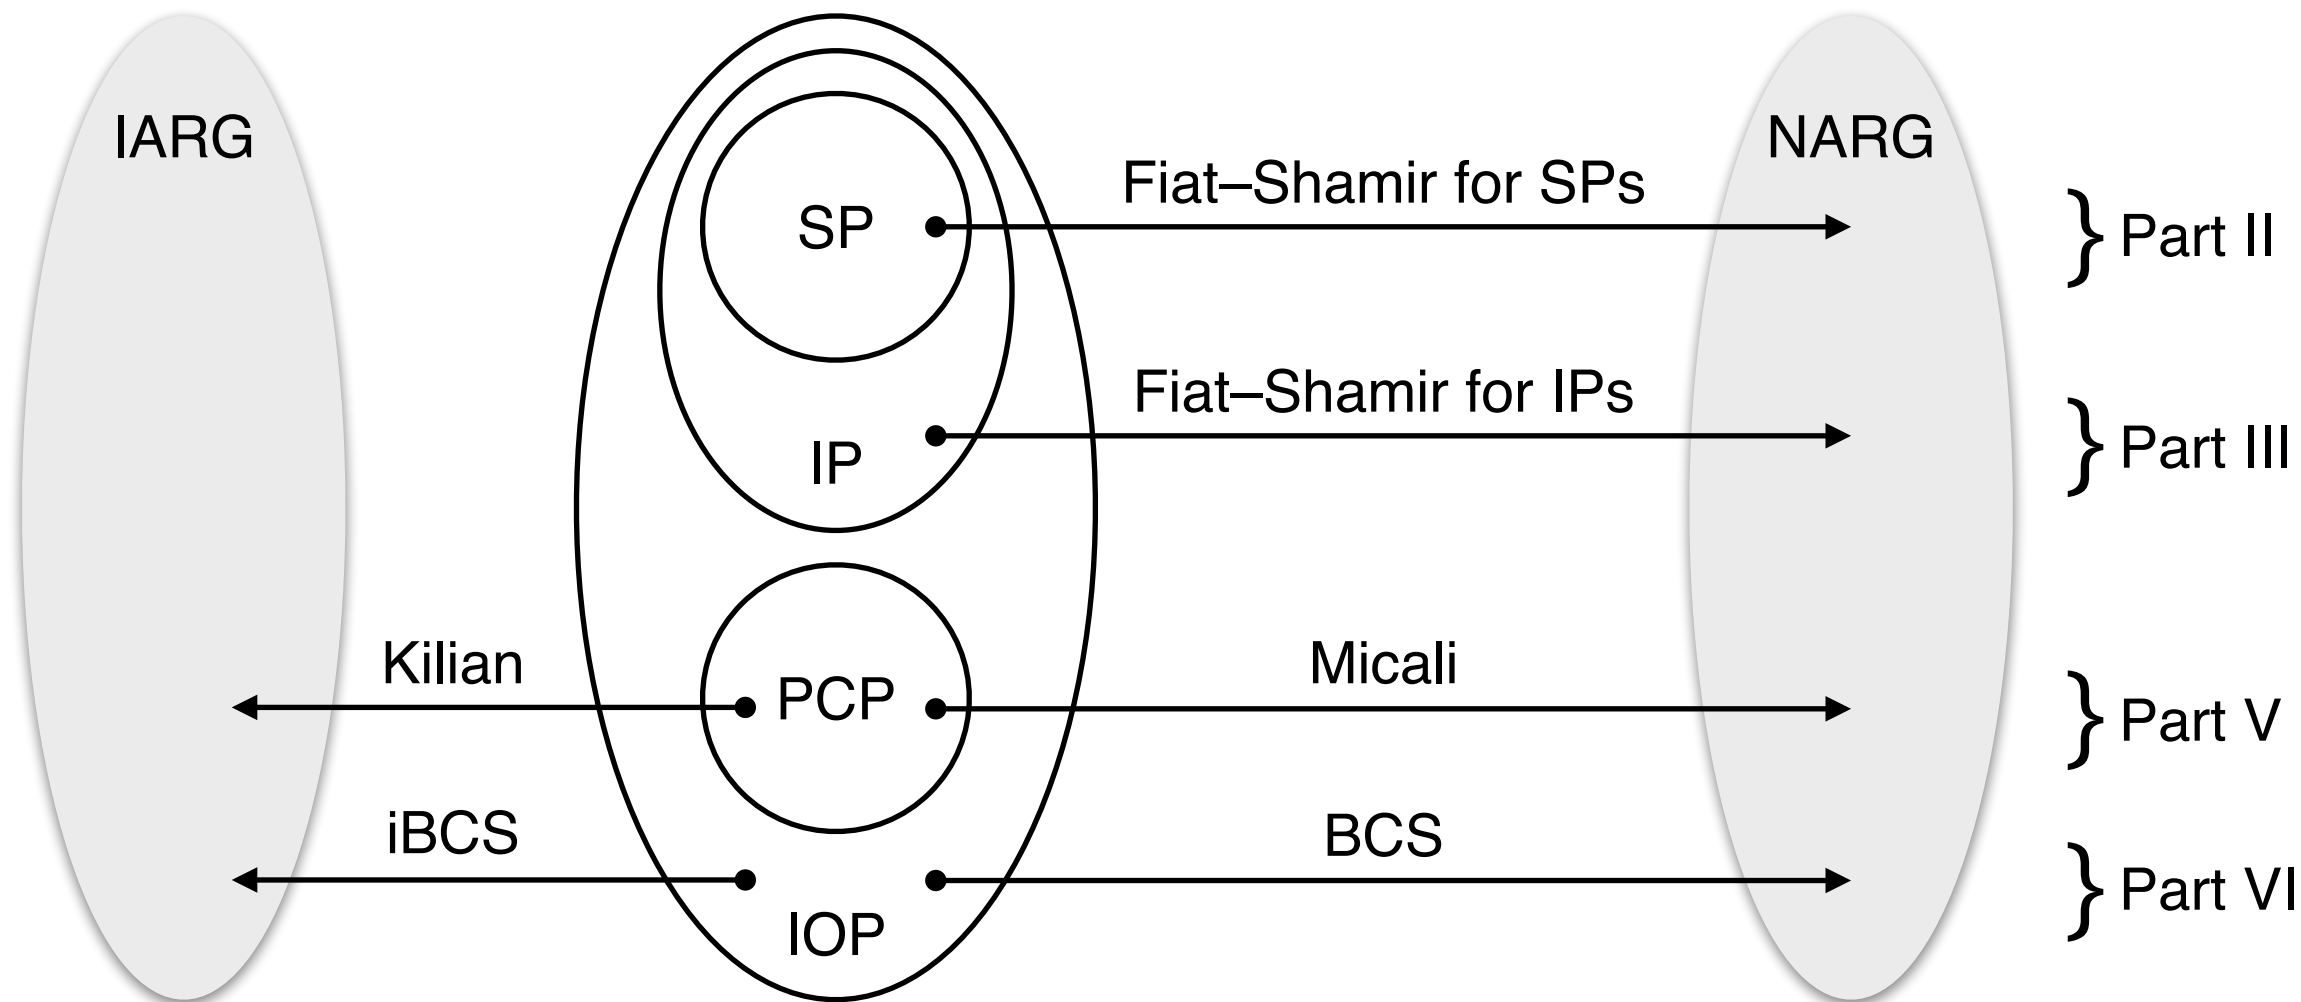 IARG
NARG
Fiat–Shamir for SPs
SP
Part II
Fiat–Shamir for IPs
IP
Part III
Kilian
PCP
Micali
Part V
iBCS
BCS
IOP
Part VI